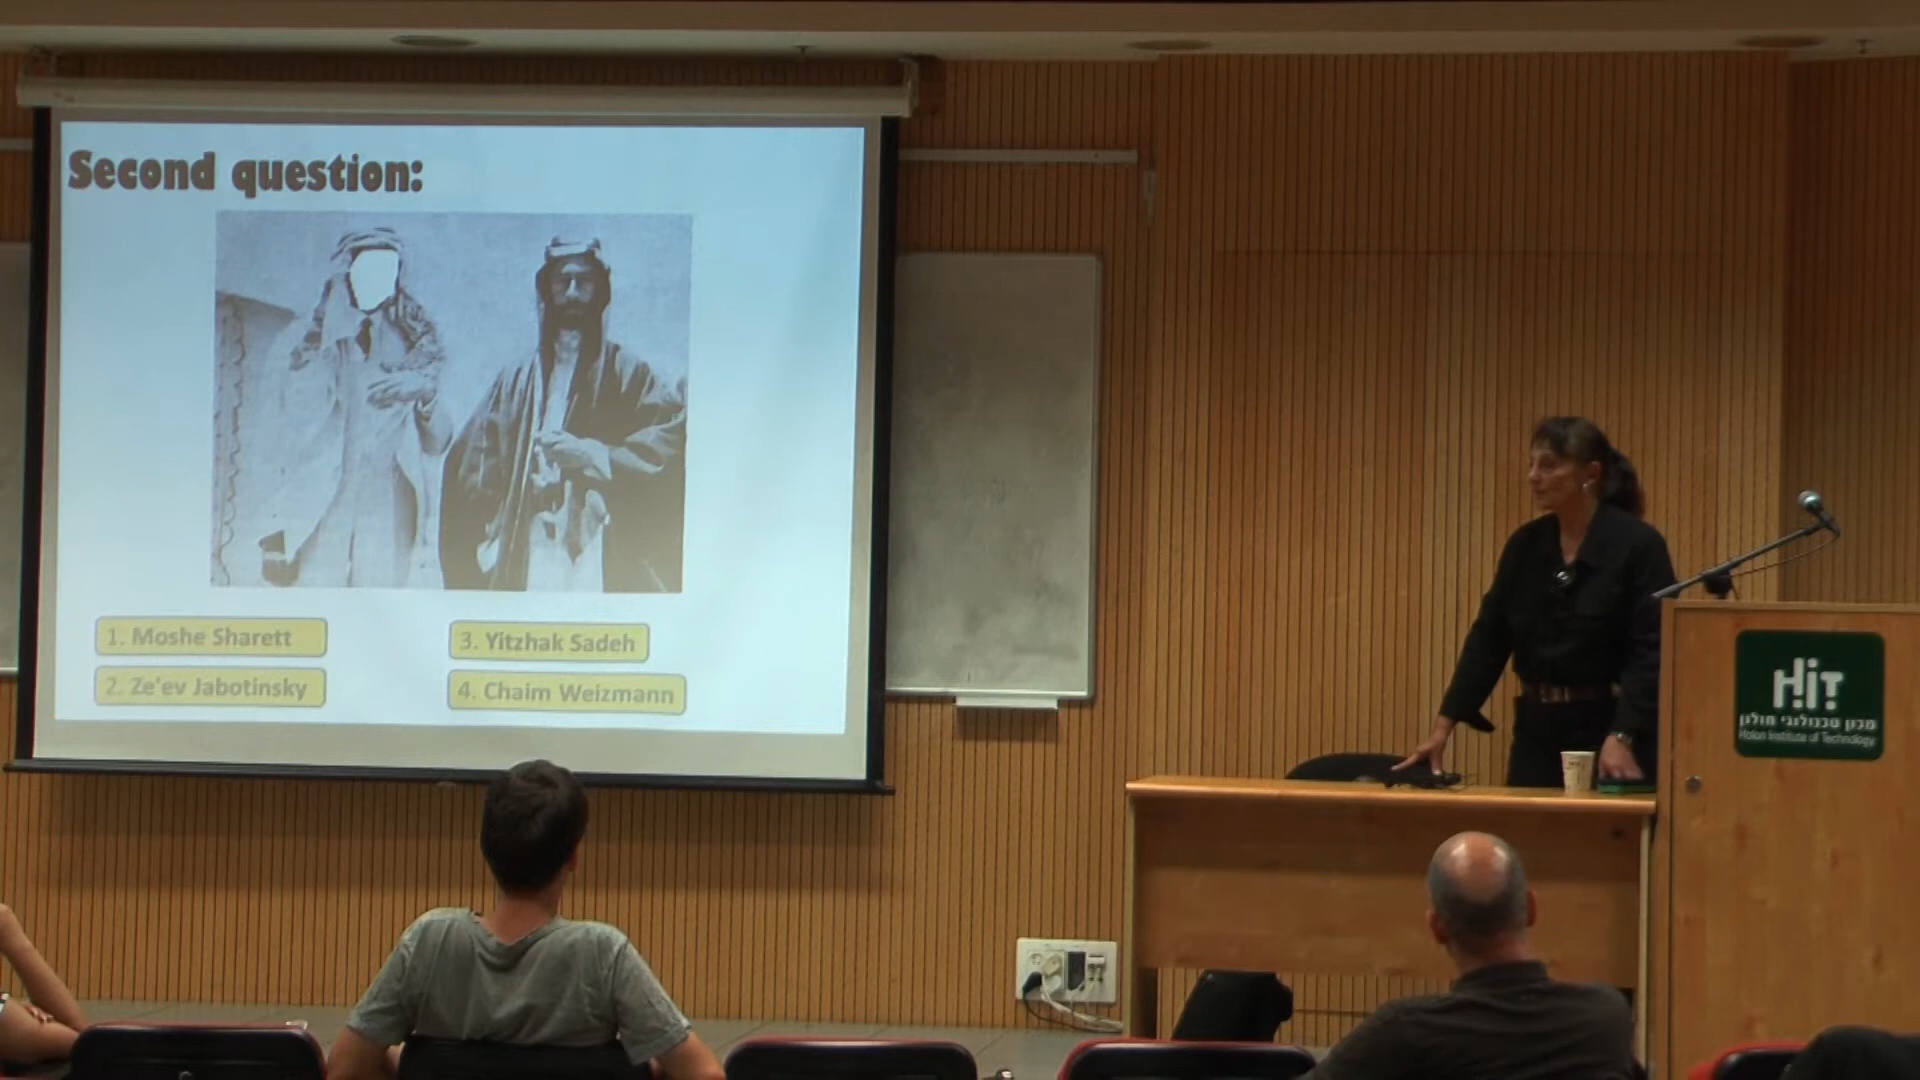 Second question:
1. Moshe Sharett
2. Ze'ev Jabotinsky
3. Yitzhak Sadeh
4. Chaim Weizmann
HiT
מכון טכנולוגי חולון
Holon Institute of Technology